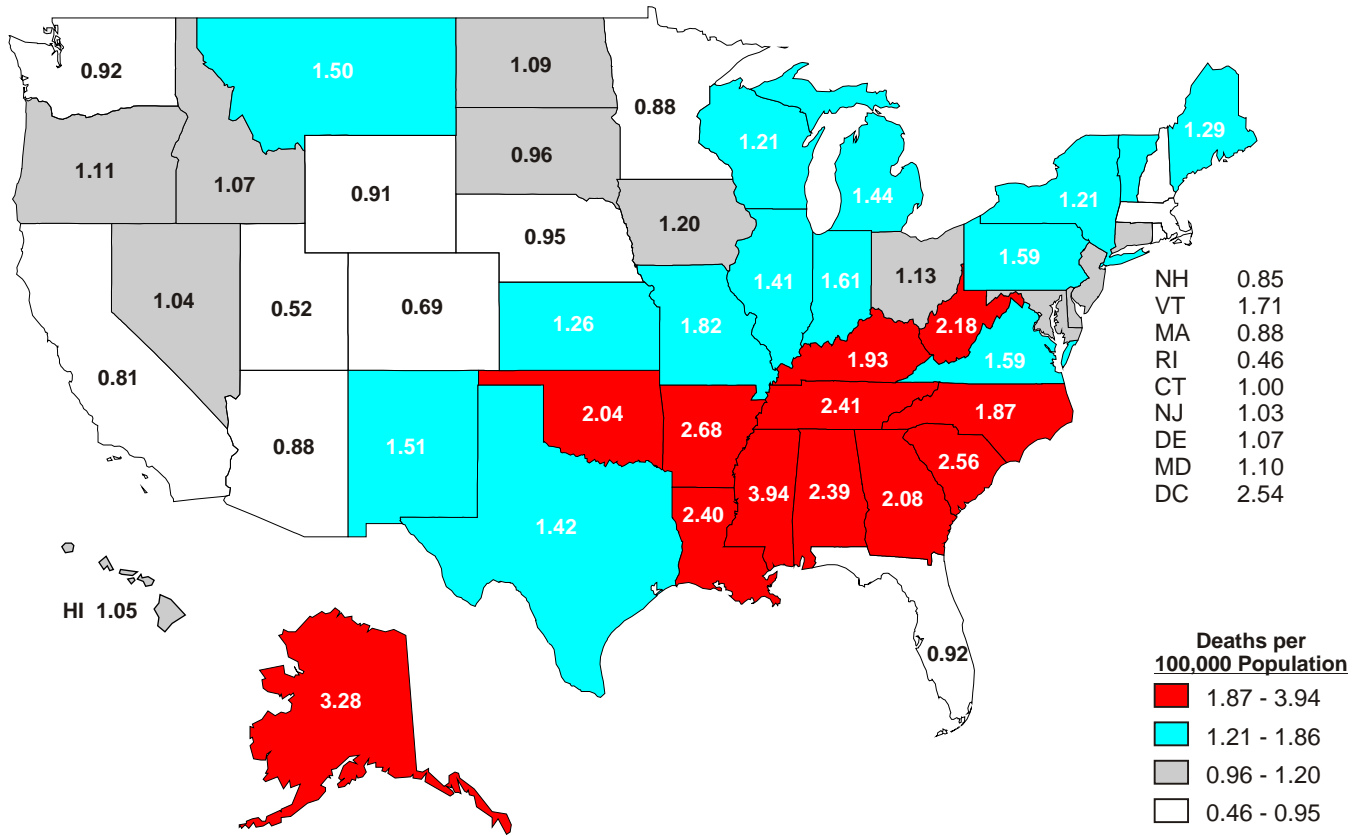 0.92
1.50
1.09
0.88
1.29
1.21
0.96
1.11
1.07
0.91
1.44
1.21
1.20
0.95
1.59
1.13
1.41
1.61
1.04
0.52
0.69
1.26
1.82
2.18
1.59
1.93
0.81
2.04
2.41
1.87
2.68
0.88
1.51
2.56
3.94
2.39
2.08
2.40
1.42
NH 0.85
VT 1.71
MA 0.88
RI 0.46
CT 1.00
NJ 1.03
DE 1.07
MD 1.10
DC 2.54
HI 1.05
0.92
3.28
Deaths per
100,000 Population
1.87 - 3.94
1.21 - 1.86
0.96 - 1.20
0.46 - 0.95